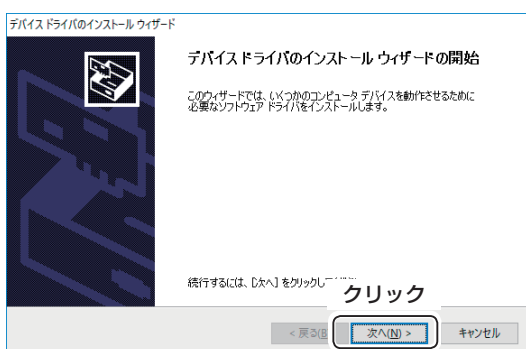 デバイス ドライバのインストール ウィザード
デバイス ドライバのインストール ウィザードの開始
このウィザードでは、いくつかのコンピュータ デバイスを動作させるために
必要なソフトウェア ドライバをインストールします。
続行するには、[次へ] をクリックし
クリック
< 戻る(B
次へ(N) >
キャンセル